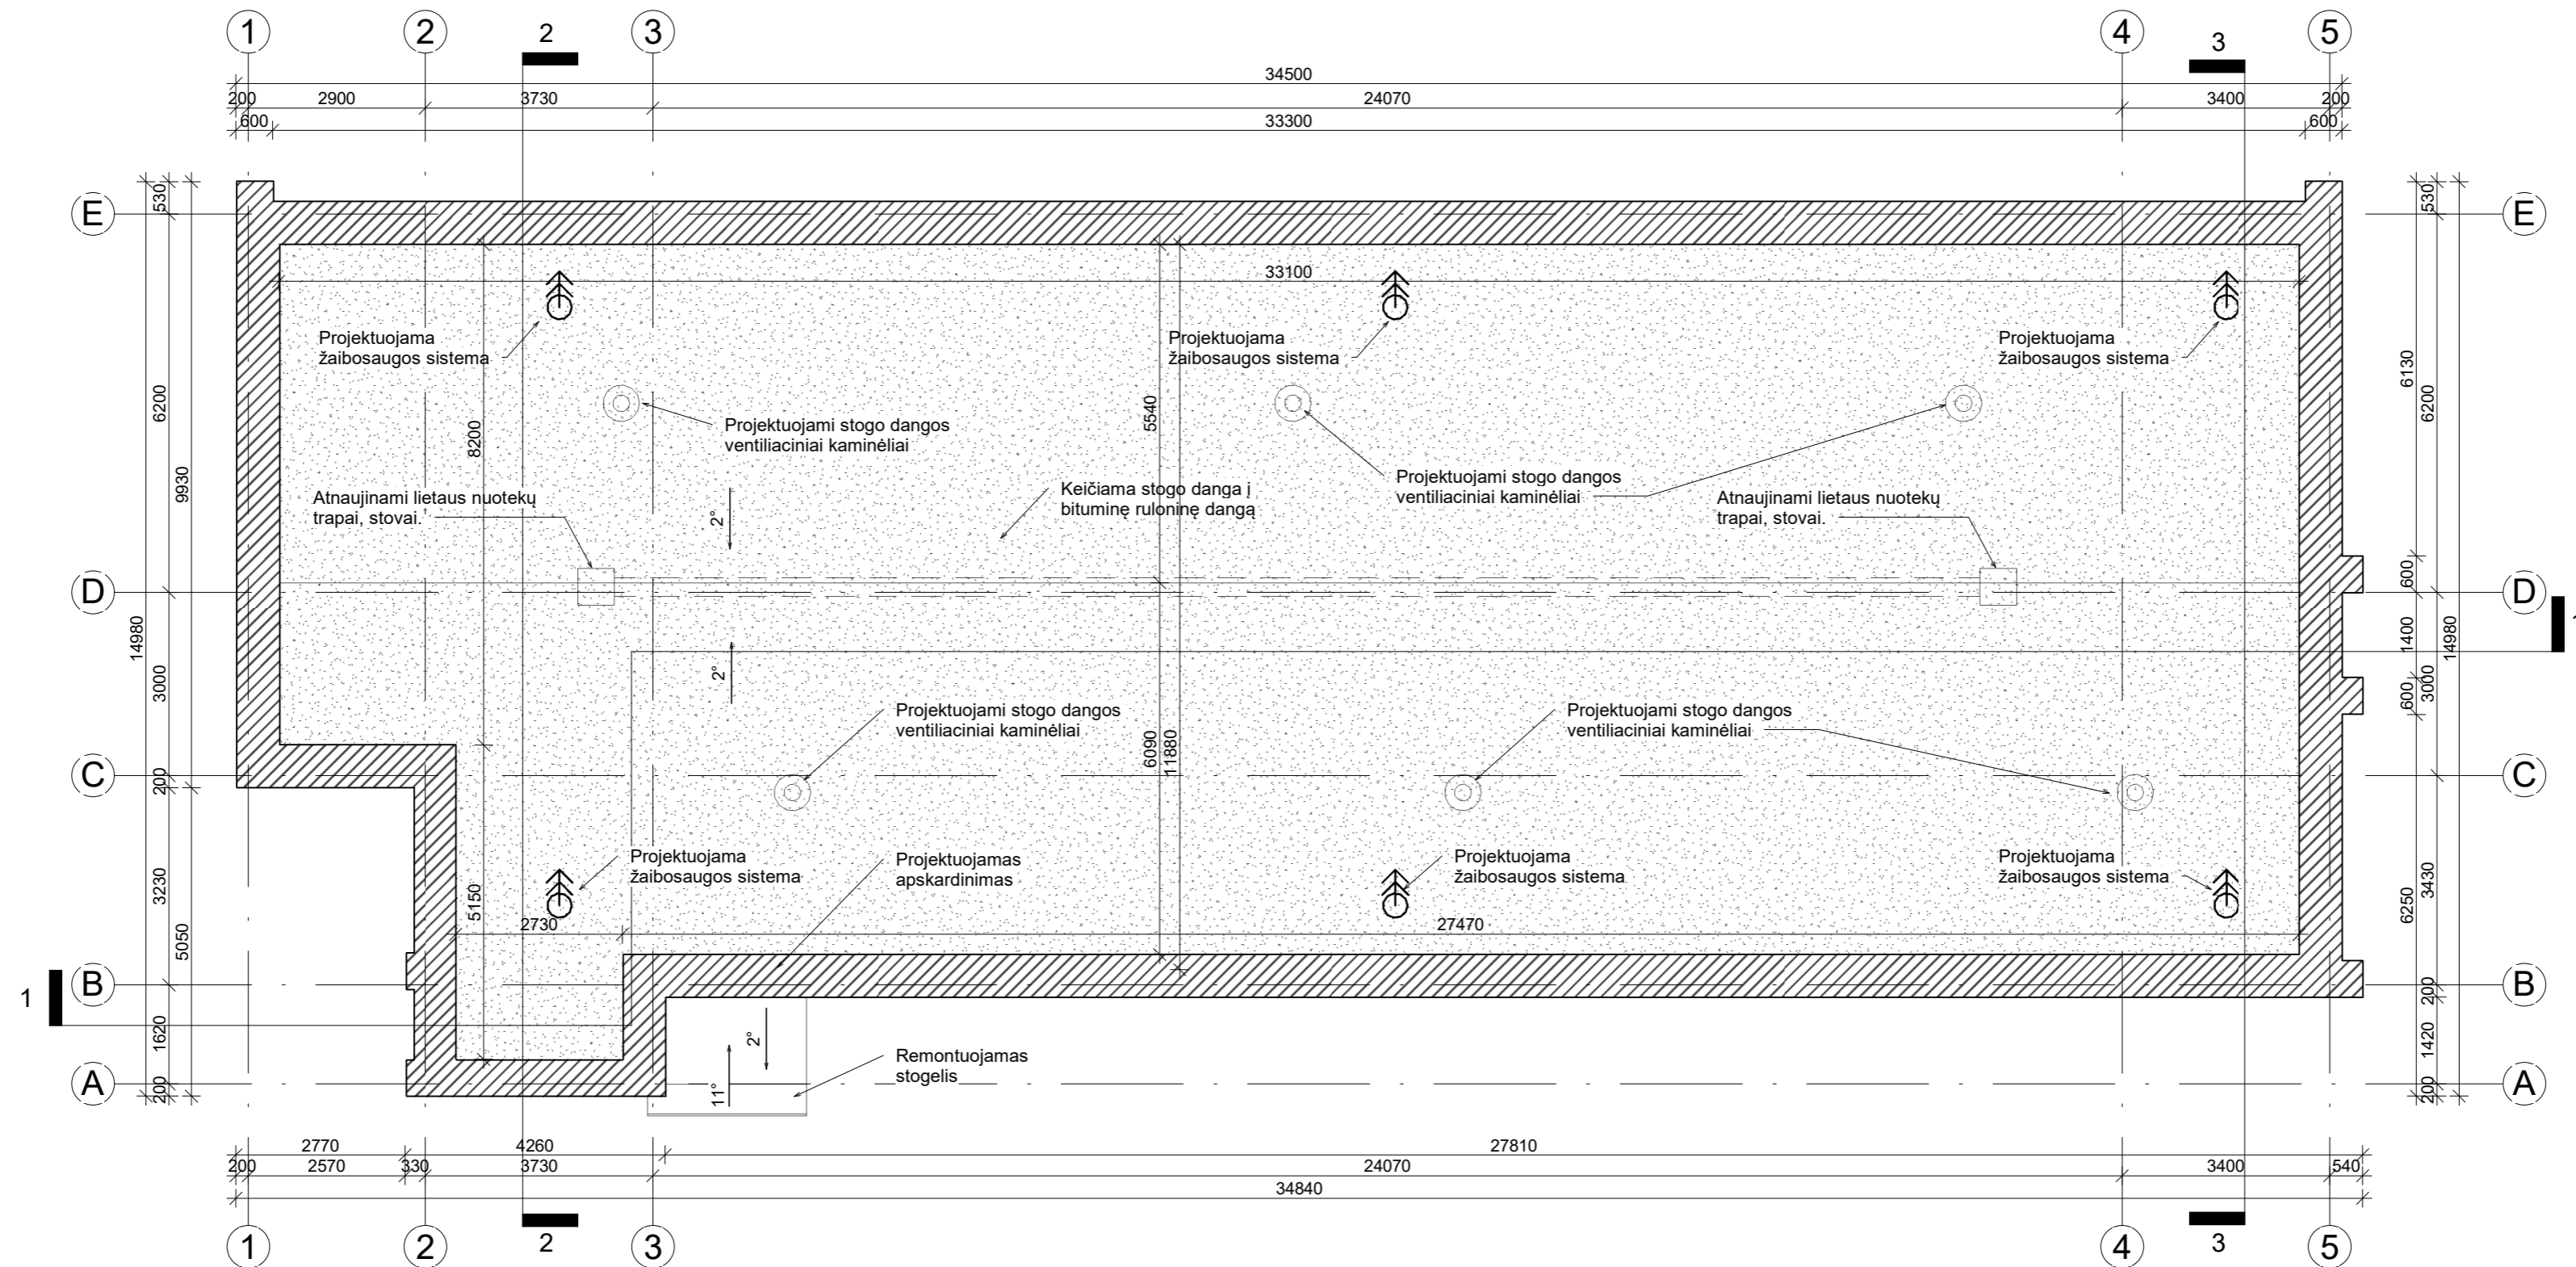 1 2 2 3 4 3 5
34500
200 2900 3730 24070 3400 200
600 33300 600
E 530 530 E
33100
Projektuojama
žaibosaugos sistema
Projektuojama
žaibosaugos sistema
Projektuojama
žaibosaugos sistema
6200 8200 5540 6130 6200
Projektuojami stogo dangos
ventiliaciniai kaminėliai
Projektuojami stogo dangos
ventiliaciniai kaminėliai
9930
Atnaujinami lietaus nuotekų
trapai, stovai.
2°
Keičiama stogo danga į
bituminę ruloninę dangą
Atnaujinami lietaus nuotekų
trapai, stovai.
D 600 D
14980 1400 14980 1
3000 2° 600 3000
Projektuojami stogo dangos
ventiliaciniai kaminėliai
Projektuojami stogo dangos
ventiliaciniai kaminėliai
6090 11880
C 200 C
Projektuojama
žaibosaugos sistema
Projektuojamas
apskardinimas
Projektuojama
žaibosaugos sistema
Projektuojama
žaibosaugos sistema
3230 5050 5150 6250 3430
2730 27470
1 B 200 B
1620 2° 1420
Remontuojamas
stogelis
A 200 11° 200 A
2770 4260 27810
200 2570 330 3730 24070 3400 540
34840
1 2 2 3 4 3 5